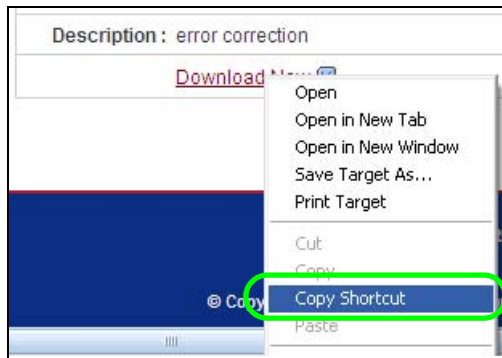 Description : error correction
Download
Open
Open in New Tab
Open in New Window
Save Target As...
Print Target
Cut
Copy
© Copy
Copy Shortcut
Paste